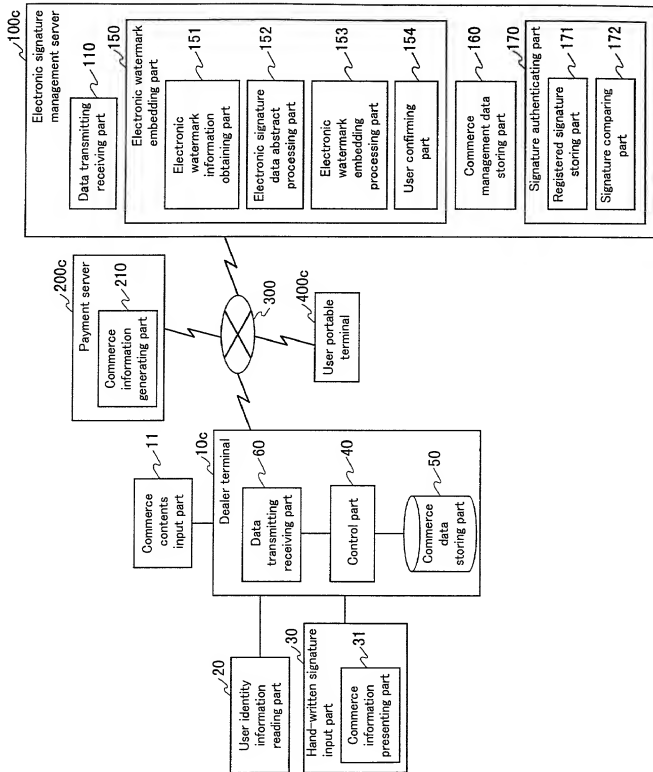 100c
Electronic signature
management server
110
Data transmitting
receiving part
150
Electronic watermark
embedding part
151
Electronic
watermark
information
obtaining part
152
Electronic signature
data abstract
processing part
153
Electronic
watermark
embedding
processing part
154
User confirming
part
160
Commerce
management data
storing part
170
Signature authenticating part
171
Registered signature
storing part
172
Signature comparing
part
200c
Payment server
210
Commerce
information
generating part
300
400c
User portable
terminal
11
Commerce
contents
input part
10c
Dealer terminal
60
Data
transmitting
receiving part
40
Control part
50
Commerce
data
storing part
20
User identity
information
reading part
30
Hand-written signature
input part
31
Commerce
information
presenting part